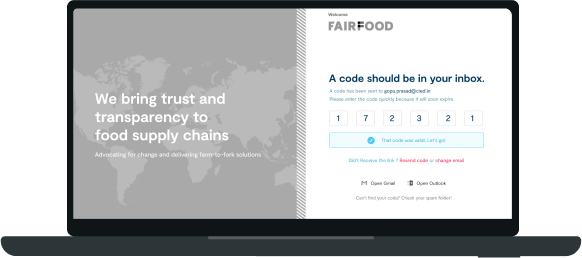 We bring trust and
transparency to
food supply chains
Advocating for change and delivering farm-to-fork solutions
Welcome
FAIRFOOD
A code should be in your inbox.
A code has been sent to gopu.prasad@cied.in
Please enter the code quickly because it will soon expire.
1 7 2 3 2 1
That code was valid. Let's go!
Didn't Receive the link ? Resend code or change email
Open Gmail Open Outlook
Can't find your code? Check your spam folder!